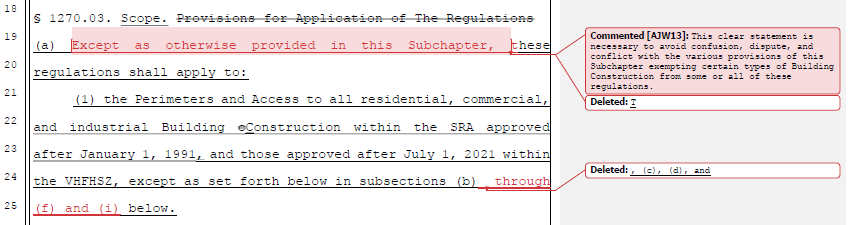 18
§ 1270.03. Scope. Provisions for Application of The Regulations
19
(a) Except as otherwise provided in this Subchapter, these
20
regulations shall apply to:
21
(1) the Perimeters and Access to all residential, commercial,
22
and industrial Building cConstruction within the SRA approved
23
after January 1, 1991, and those approved after July 1, 2021 within
24
the VHFHSZ, except as set forth below in subsections (b) through
25
(f) and (i) below.
Commented [AJW13]: This clear statement is
necessary to avoid confusion, dispute, and
conflict with the various provisions of this
Subchapter exempting certain types of Building
Construction from some or all of these
regulations.
Deleted: T
Deleted: , (c), (d), and